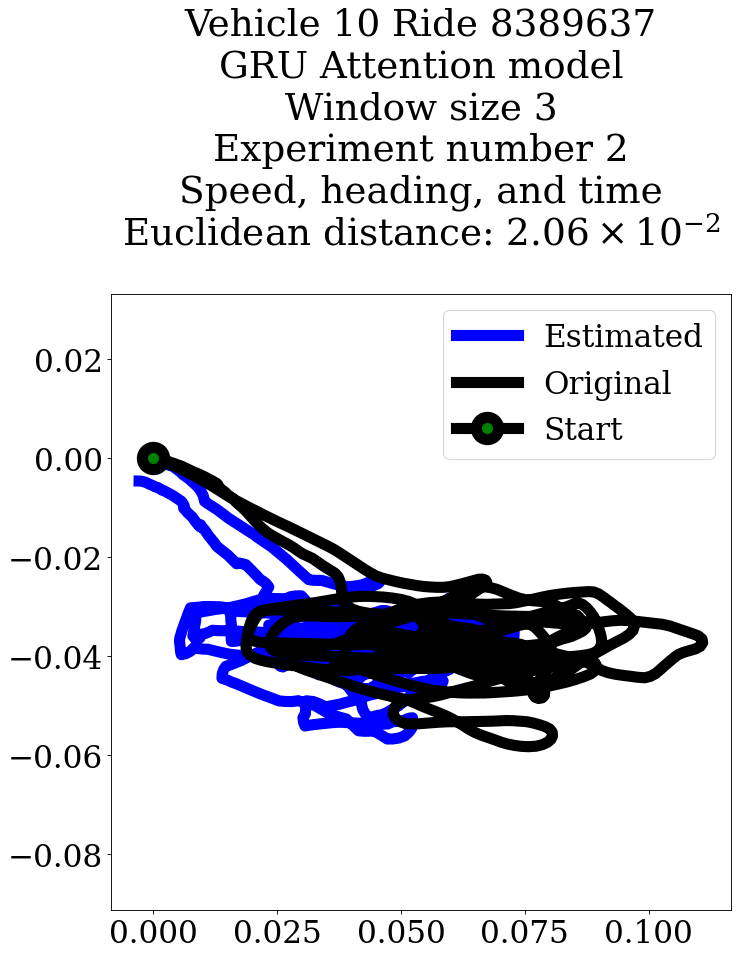 Vehicle 10 Ride 8389637
GRU Attention model
Window size 3
Experiment number 2
Speed, heading, and time
Euclidean distance: 2.06 × 10⁻²
Estimated
Original
Start
0.02
0.00
−0.02
−0.04
−0.06
−0.08
0.000 0.025 0.050 0.075 0.100